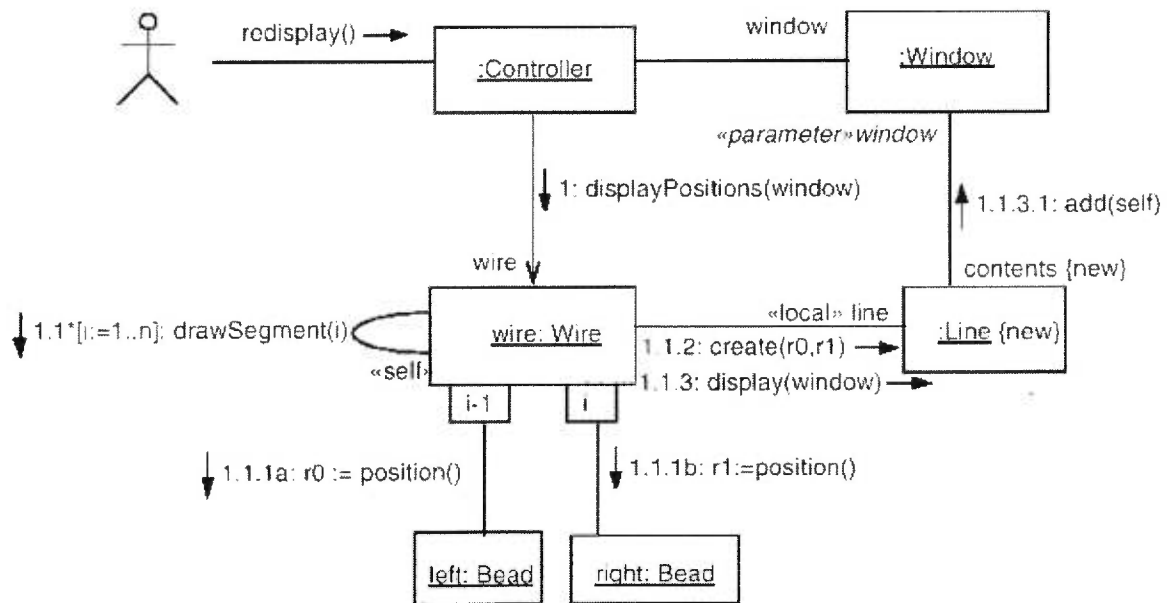 redisplay()
:Controller
window
:Window
«parameter»window
1: displayPositions(window)
1.1.3.1: add(self)
wire
contents {new}
1.1*[i:=1..n]: drawSegment(i)
wire: Wire
«local» line
:Line {new}
1.1.2: create(r0,r1)
«self»
1.1.3: display(window)
i-1
i
1.1.1a: r0 := position()
1.1.1b: r1:=position()
left: Bead
right: Bead